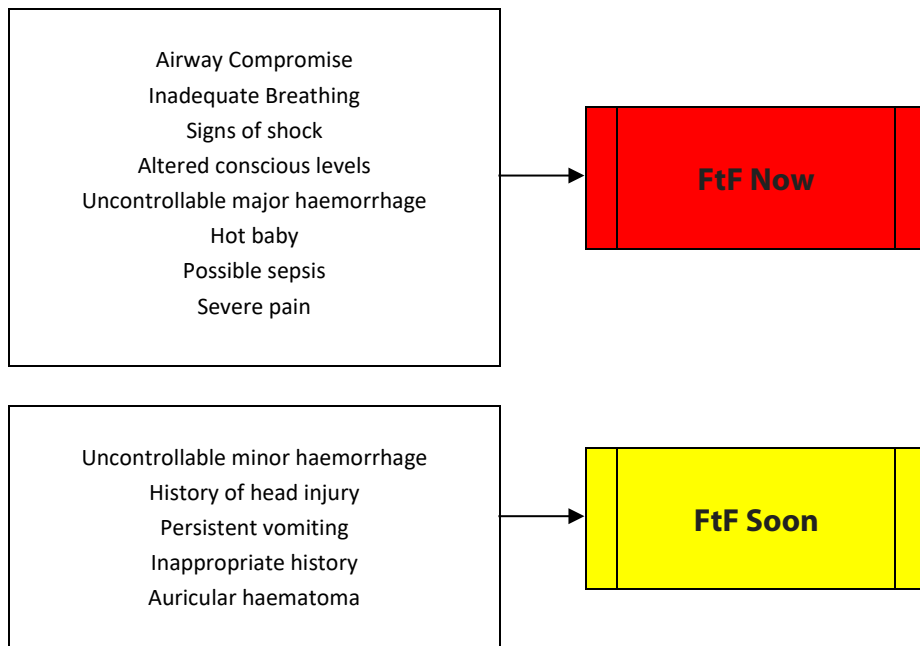 Airway Compromise
Inadequate Breathing
Signs of shock
Altered conscious levels
Uncontrollable major haemorrhage
Hot baby
Possible sepsis
Severe pain
FtF Now
Uncontrollable minor haemorrhage
History of head injury
Persistent vomiting
Inappropriate history
Auricular haematoma
FtF Soon